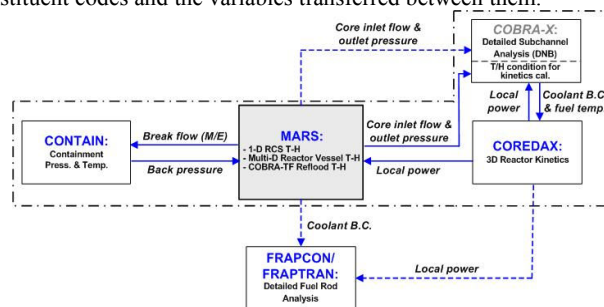 stituent codes and the variables transferred between them.
Core inlet flow &
outlet pressure
COBRA-X:
Detailed Subchannel
Analysis (DNB)
T/H condition for
kinetics cal.
Local
power
Coolant B.C
& fuel temp
CONTAIN:
Containment
Press. & Temp.
Break flow (M/E)
Back pressure
MARS:
- 1-D RCS T-H
- Multi-D Reactor Vessel T-H
- COBRA-TF Reflood T-H
Core inlet flow &
outlet pressure
Local power
COREDAX:
3D Reactor Kinetics
Coolant B.C.
FRAPCON/
FRAPTRAN:
Detailed Fuel Rod
Analysis
Local power